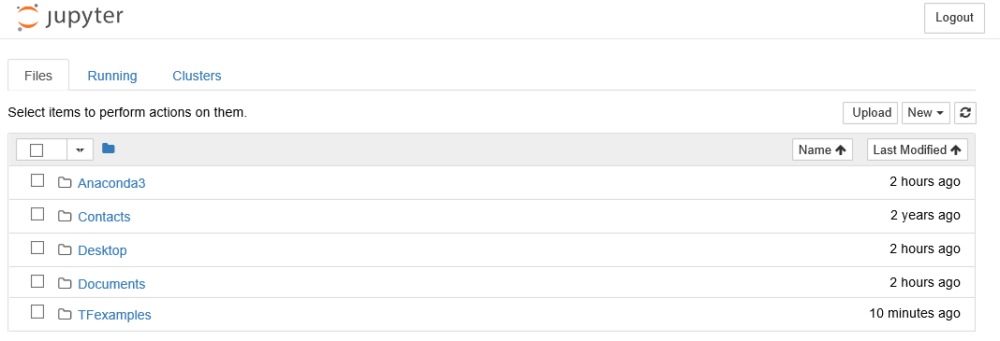 jupyter
Logout
Files Running Clusters
Select items to perform actions on them. Upload New
Name Last Modified
Anaconda3 2 hours ago
Contacts 2 years ago
Desktop 2 hours ago
Documents 2 hours ago
TFexamples 10 minutes ago